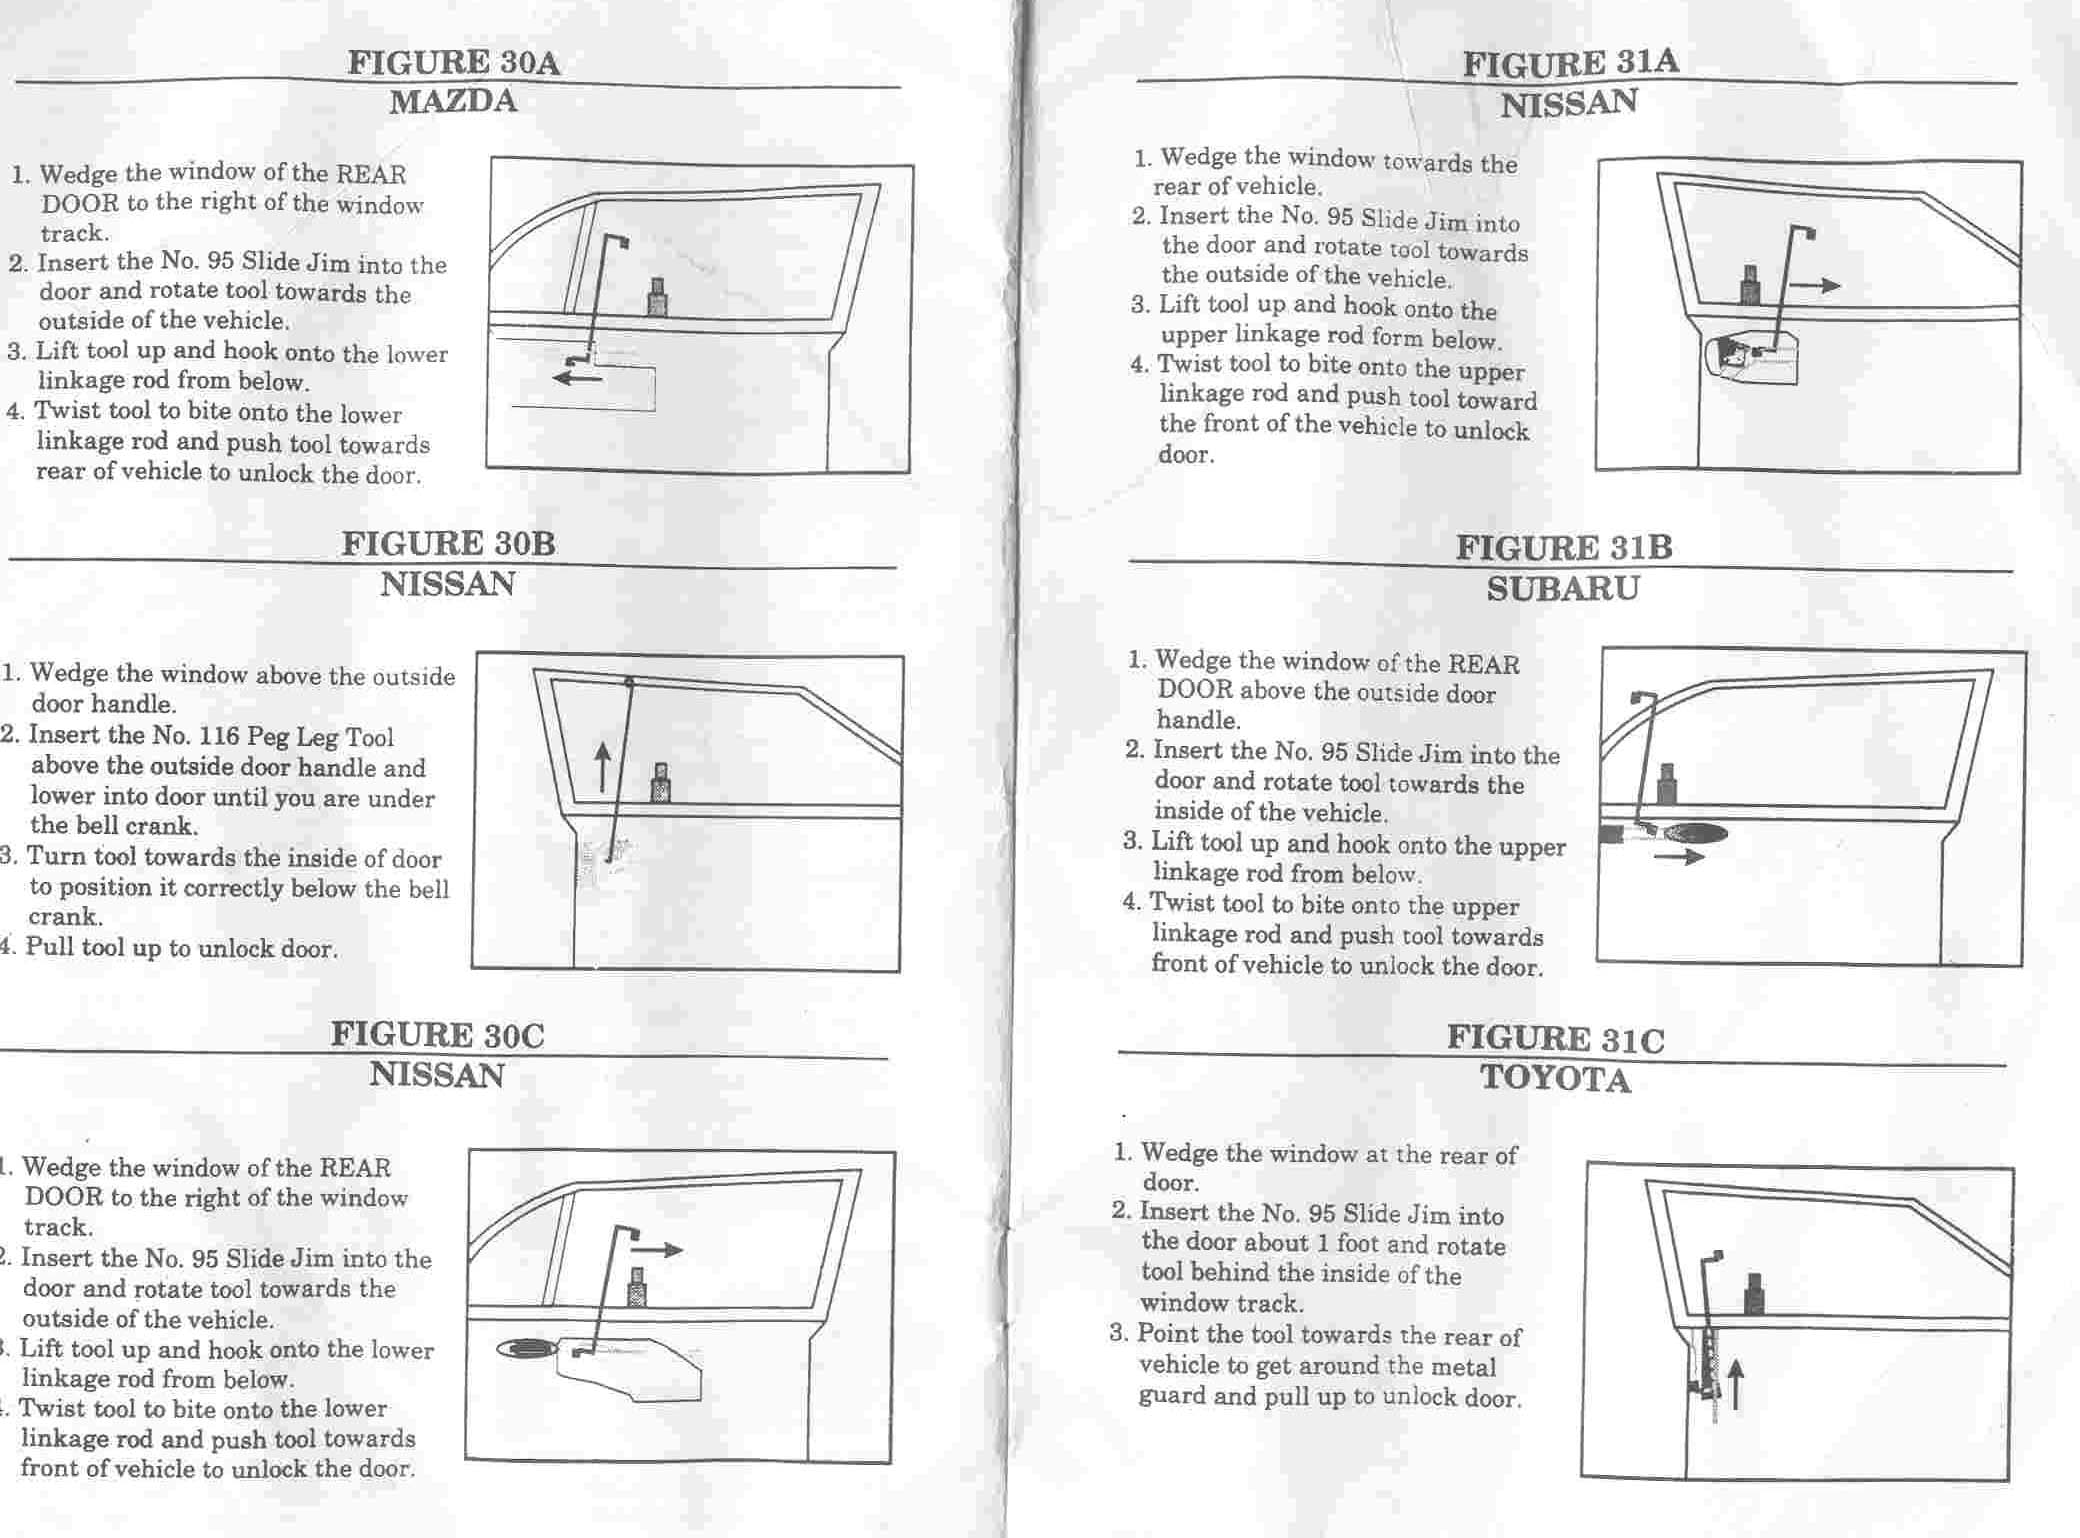 FIGURE 30A
MAZDA
1. Wedge the window of the REAR
DOOR to the right of the window
track.
2. Insert the No. 95 Slide Jim into the
door and rotate tool towards the
outside of the vehicle.
3. Lift tool up and hook onto the lower
linkage rod from below.
4. Twist tool to bite onto the lower
linkage rod and push tool towards
rear of vehicle to unlock the door.
FIGURE 30B
NISSAN
1. Wedge the window above the outside
door handle.
2. Insert the No. 116 Peg Leg Tool
above the outside door handle and
lower into door until you are under
the bell crank.
3. Turn tool towards the inside of door
to position it correctly below the bell
crank.
4. Pull tool up to unlock door.
FIGURE 30C
NISSAN
1. Wedge the window of the REAR
DOOR to the right of the window
track.
2. Insert the No. 95 Slide Jim into the
door and rotate tool towards the
outside of the vehicle.
3. Lift tool up and hook onto the lower
linkage rod from below.
4. Twist tool to bite onto the lower
linkage rod and push tool towards
front of vehicle to unlock the door.
FIGURE 31A
NISSAN
1. Wedge the window towards the
rear of vehicle.
2. Insert the No. 95 Slide Jim into
the door and rotate tool towards
the outside of the vehicle.
3. Lift tool up and hook onto the
upper linkage rod form below.
4. Twist tool to bite onto the upper
linkage rod and push tool toward
the front of the vehicle to unlock
door.
FIGURE 31B
SUBARU
1. Wedge the window of the REAR
DOOR above the outside door
handle.
2. Insert the No. 95 Slide Jim into the
door and rotate tool towards the
inside of the vehicle.
3. Lift tool up and hook onto the upper
linkage rod from below.
4. Twist tool to bite onto the upper
linkage rod and push tool towards
front of vehicle to unlock the door.
FIGURE 31C
TOYOTA
1. Wedge the window at the rear of
door.
2. Insert the No. 95 Slide Jim into
the door about 1 foot and rotate
tool behind the inside of the
window track.
3. Point the tool towards the rear of
vehicle to get around the metal
guard and pull up to unlock door.